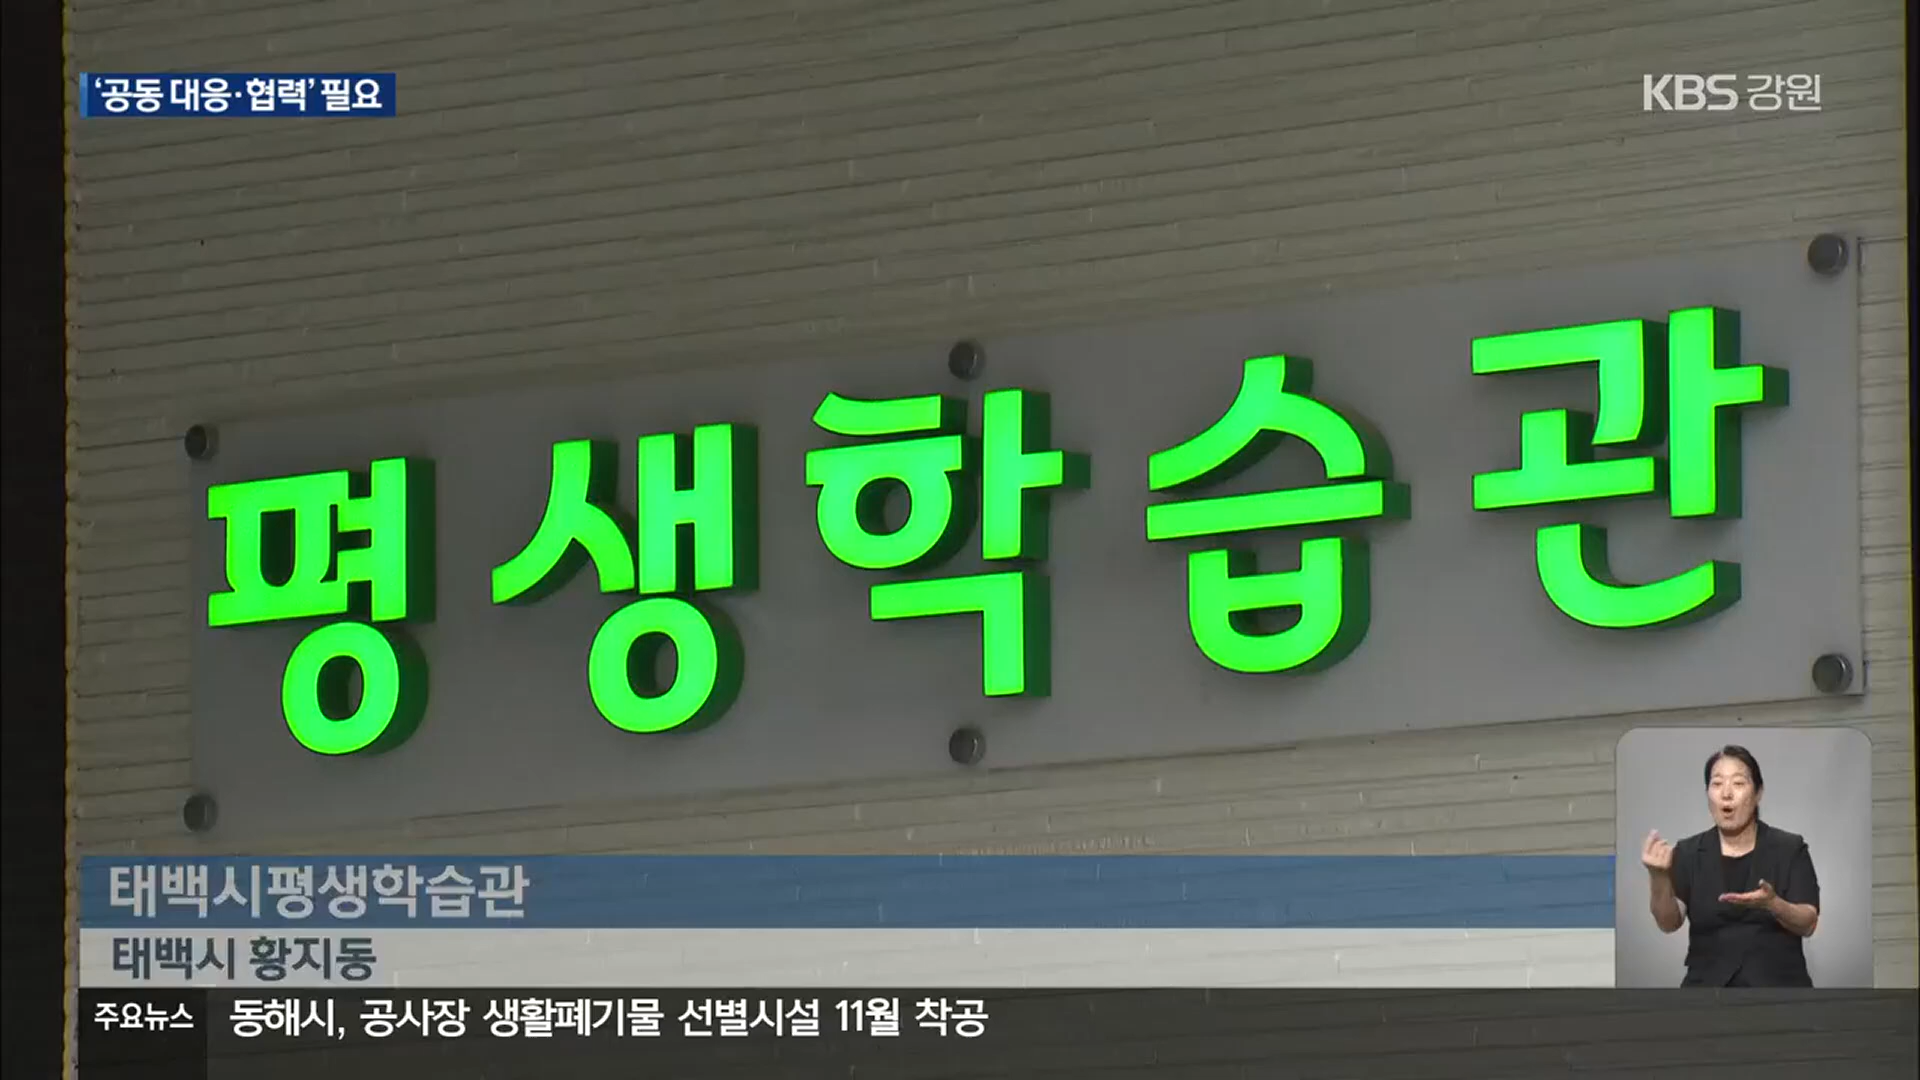 ‘공동 대응·협력’ 필요
KBS 강원
평생학습관
태백시평생학습관
태백시 황지동
주요뉴스 동해시, 공사장 생활폐기물 선별시설 11월 착공